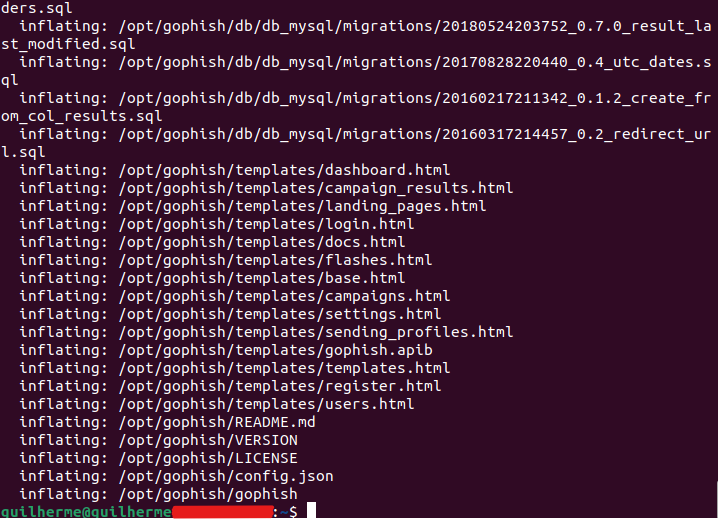 ders.sql
  inflating: /opt/gophish/db/db_mysql/migrations/20180524203752_0.7.0_result_la
st_modified.sql
  inflating: /opt/gophish/db/db_mysql/migrations/20170828220440_0.4_utc_dates.s
ql
  inflating: /opt/gophish/db/db_mysql/migrations/20160217211342_0.1.2_create_fr
om_col_results.sql
  inflating: /opt/gophish/db/db_mysql/migrations/20160317214457_0.2_redirect_ur
l.sql
  inflating: /opt/gophish/templates/dashboard.html
  inflating: /opt/gophish/templates/campaign_results.html
  inflating: /opt/gophish/templates/landing_pages.html
  inflating: /opt/gophish/templates/login.html
  inflating: /opt/gophish/templates/docs.html
  inflating: /opt/gophish/templates/flashes.html
  inflating: /opt/gophish/templates/base.html
  inflating: /opt/gophish/templates/campaigns.html
  inflating: /opt/gophish/templates/settings.html
  inflating: /opt/gophish/templates/sending_profiles.html
  inflating: /opt/gophish/templates/gophish.apib
  inflating: /opt/gophish/templates/templates.html
  inflating: /opt/gophish/templates/register.html
  inflating: /opt/gophish/templates/users.html
  inflating: /opt/gophish/README.md
  inflating: /opt/gophish/VERSION
  inflating: /opt/gophish/LICENSE
  inflating: /opt/gophish/config.json
  inflating: /opt/gophish/gophish
guilherme@guilherme:~$